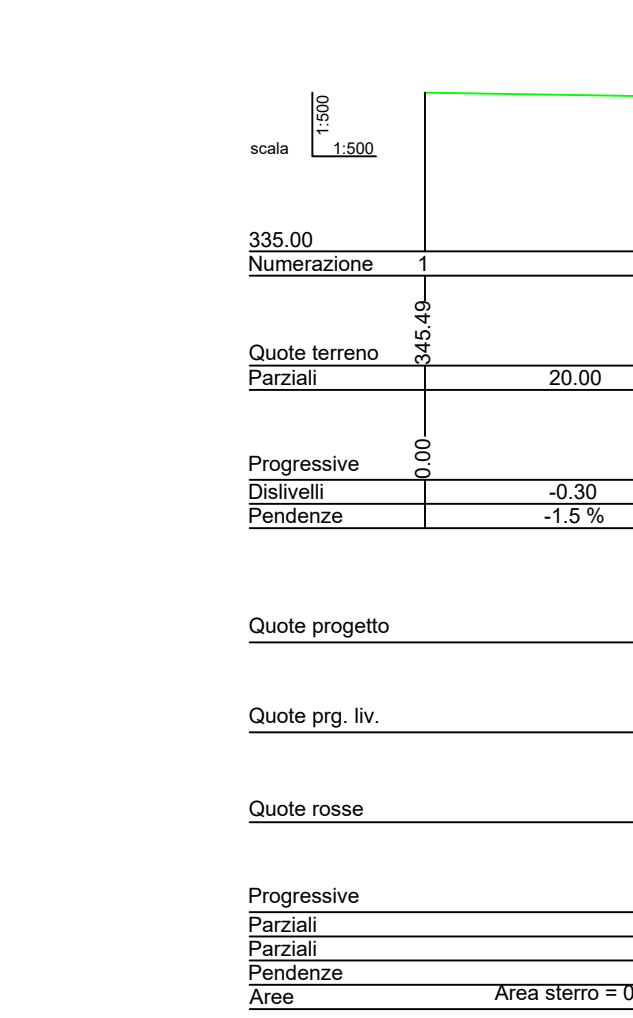 1:500
scala 1:500
335.00
Numerazione 1
345.49
Quote terreno
Parziali 20.00
0.00
Progressive
Dislivelli -0.30
Pendenze -1.5 %
Quote progetto
Quote prg. liv.
Quote rosse
Progressive
Parziali
Parziali
Pendenze
Aree Area sterro = 0